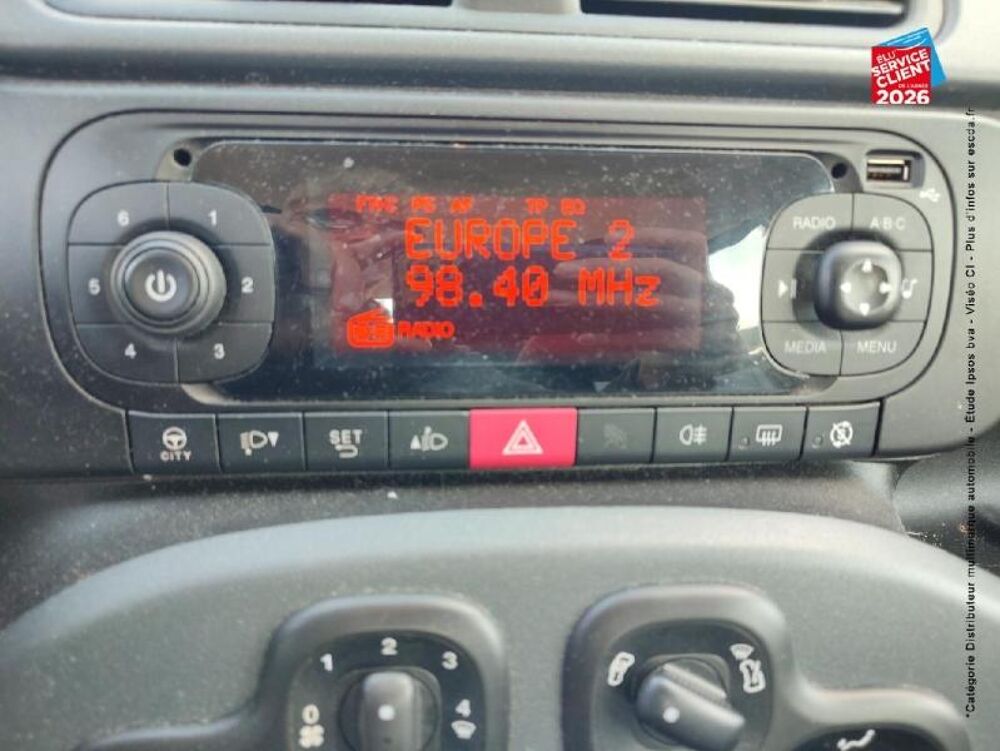 ÉLU
SERVICE
CLIENT
DE L'ANNÉE
2026
EUROPE 2
98.40 MHz
RADIO
6
1
5
2
4
3
RADIO
A B C
MEDIA
MENU
CITY
SET
1
2
3
4
0
*Catégorie Distributeur multimarque automobile - Étude Ipsos bva - Viséo CI - Plus d'infos sur escda.fr